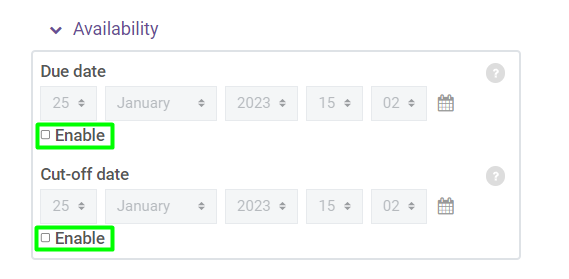 Availability
Due date
?
25 January 2023 15 02
Enable
Cut-off date
?
25 January 2023 15 02
Enable